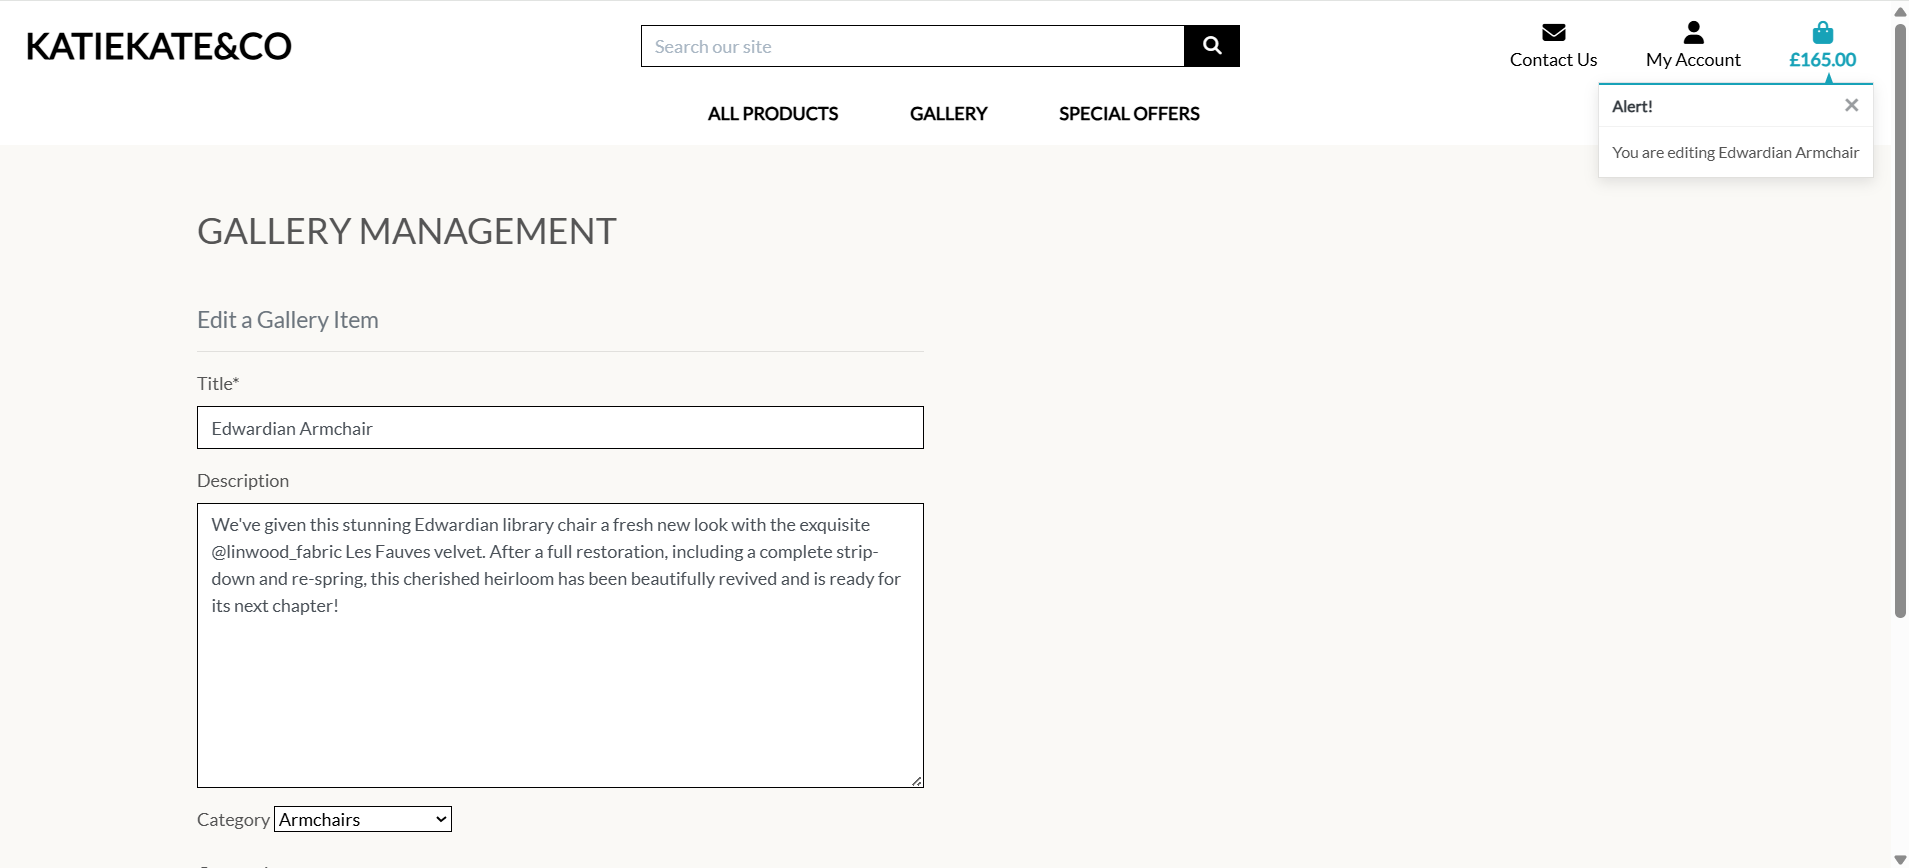 KATIEKATE&CO
Search our site
Contact Us
My Account
£165.00
ALL PRODUCTS
GALLERY
SPECIAL OFFERS
Alert!
You are editing Edwardian Armchair
GALLERY MANAGEMENT
Edit a Gallery Item
Title*
Edwardian Armchair
Description
We've given this stunning Edwardian library chair a fresh new look with the exquisite
@linwood_fabric Les Fauves velvet. After a full restoration, including a complete strip-
down and re-spring, this cherished heirloom has been beautifully revived and is ready for
its next chapter!
Category Armchairs